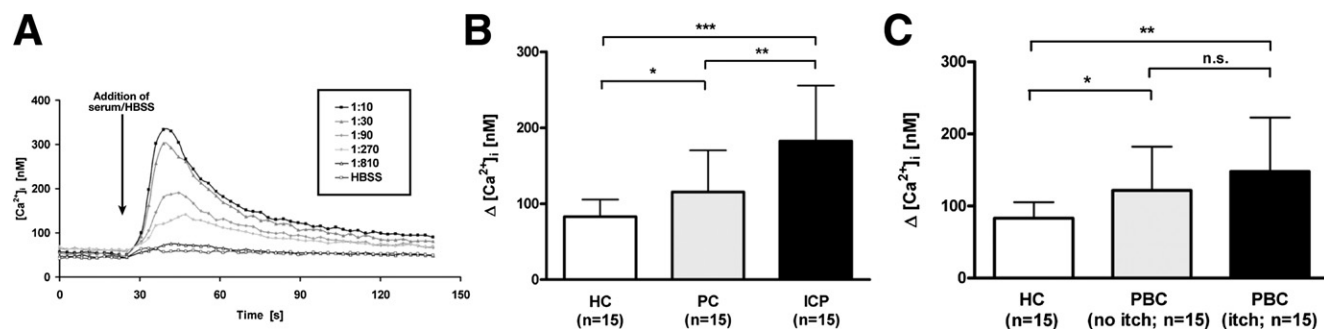 A
Addition of
serum/HBSS
[Ca2+]i [nM]
400
300
200
100
0
0
30
60
90
120
150
Time [s]
1:10
1:30
1:90
1:270
1:810
HBSS
B
Δ [Ca2+]i [nM]
300
200
100
0
***
**
*
HC
(n=15)
PC
(n=15)
ICP
(n=15)
C
Δ [Ca2+]i [nM]
300
200
100
0
**
n.s.
*
HC
(n=15)
PBC
(no itch; n=15)
PBC
(itch; n=15)